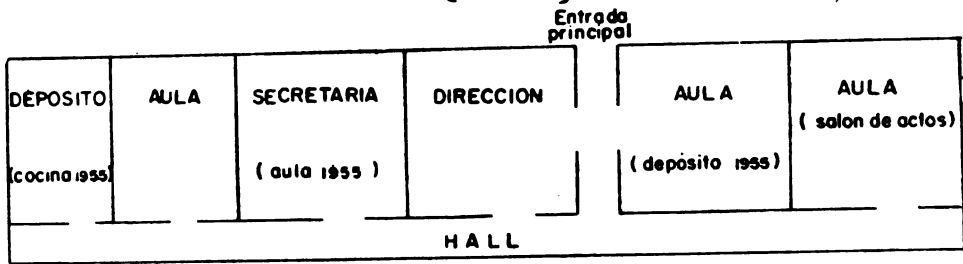 Entrada
principal
DEPOSITO
(cocina 1955)
AULA
SECRETARIA
(aula 1955)
DIRECCION
AULA
(depósito 1955)
AULA
(salon de actos)
HALL